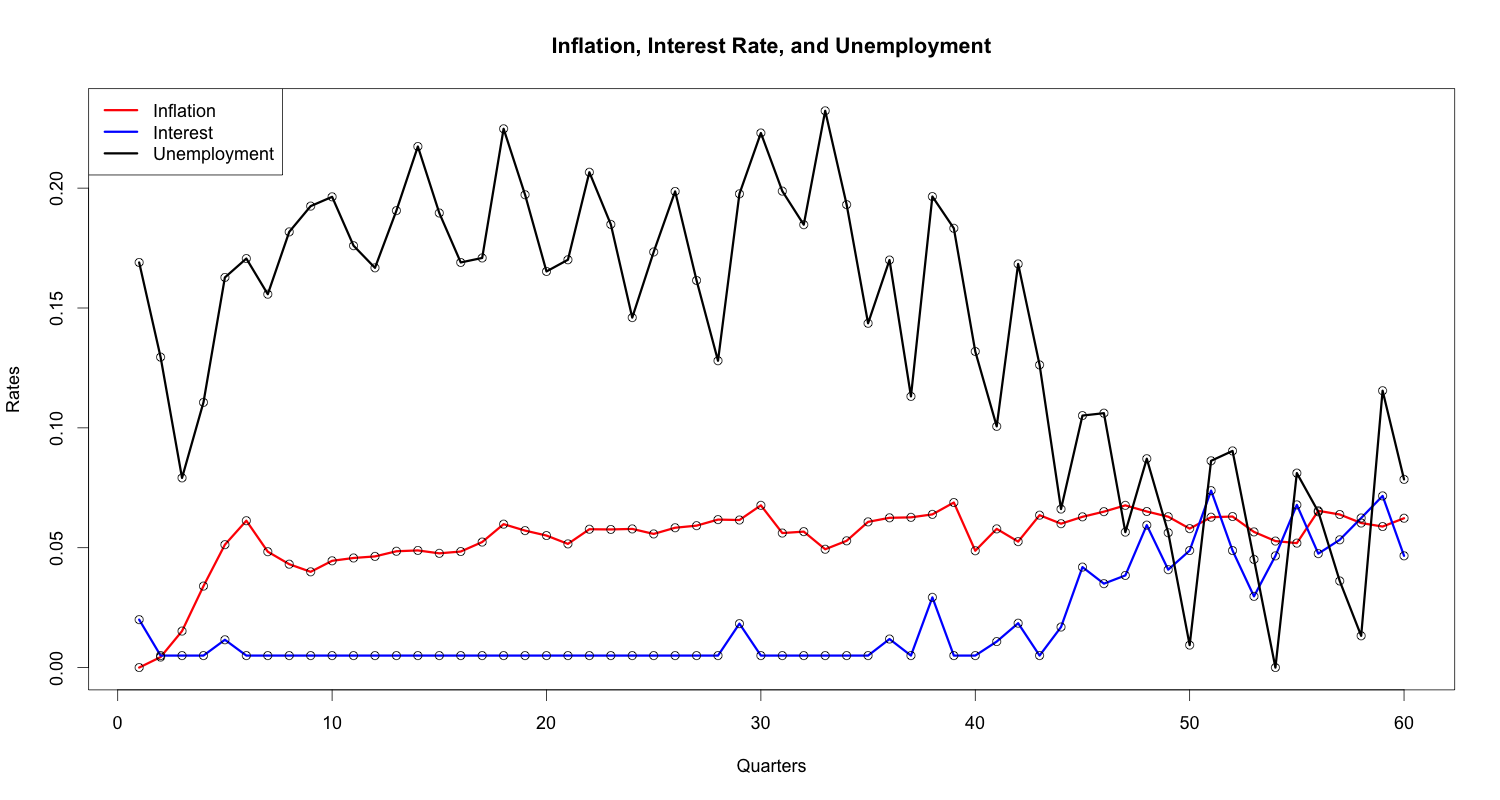 Inflation, Interest Rate, and Unemployment
Inflation
Interest
Unemployment
Rates
0.20
0.15
0.10
0.05
0.00
0 10 20 30 40 50 60
Quarters